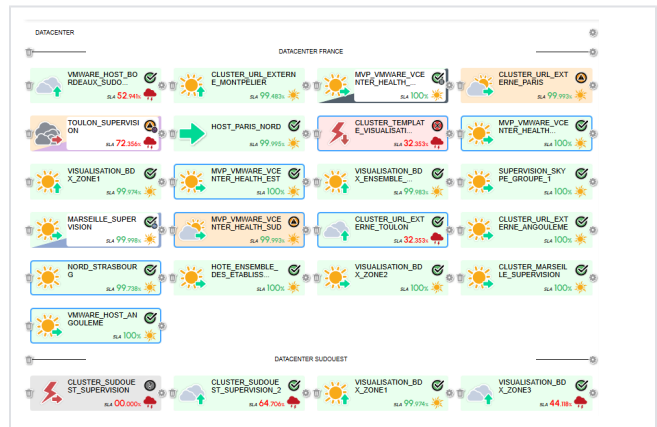 DATACENTER
DATACENTER FRANCE
VMWARE_HOST_BO
RDEAUX_SUDO...
SLA 52.941%
CLUSTER_URL_EXTERN
E_MONTPELIER
SLA 99.483%
MVP_VMWARE_VCE
NTER_HEALTH_...
SLA 100%
CLUSTER_URL_EXT
ERNE_PARIS
SLA 99.993%
TOULON_SUPERVISI
ON
SLA 72.356%
HOST_PARIS_NORD
SLA 99.995%
CLUSTER_TEMPLAT
E_VISUALISATI...
SLA 32.353%
MVP_VMWARE_VCE
NTER_HEALTH...
SLA 100%
VISUALISATION_BD
X_ZONE1
SLA 99.974%
MVP_VMWARE_VCE
NTER_HEALTH_EST
SLA 100%
VISUALISATION_BD
X_ENSEMBLE_...
SLA 99.983%
SUPERVISION_SKY
PE_GROUPE_1
SLA 100%
MARSEILLE_SUPER
VISION
SLA 99.998%
MVP_VMWARE_VCE
NTER_HEALTH_SUD
SLA 99.993%
CLUSTER_URL_EXT
ERNE_TOULON
SLA 32.353%
CLUSTER_URL_EXT
ERNE_ANGOULEME
SLA 100%
NORD_STRASBOUR
G
SLA 99.738%
HOTE_ENSEMBLE_
DES_ETABLISS...
SLA 100%
VISUALISATION_BD
X_ZONE2
SLA 100%
CLUSTER_MARSEIL
LE_SUPERVISION
SLA 100%
VMWARE_HOST_AN
GOULEME
SLA 100%
DATACENTER SUDOUEST
CLUSTER_SUDOUE
ST_SUPERVISION
SLA 00.000%
CLUSTER_SUDOUE
ST_SUPERVISION_2
SLA 64.706%
VISUALISATION_BD
X_ZONE1
SLA 99.974%
VISUALISATION_BD
X_ZONE3
SLA 44.118%